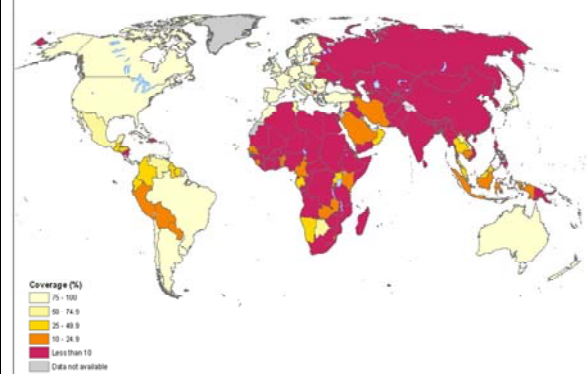 Coverage (%)
75 - 100
50 - 74.9
25 - 49.9
10 - 24.9
Less than 10
Data not available